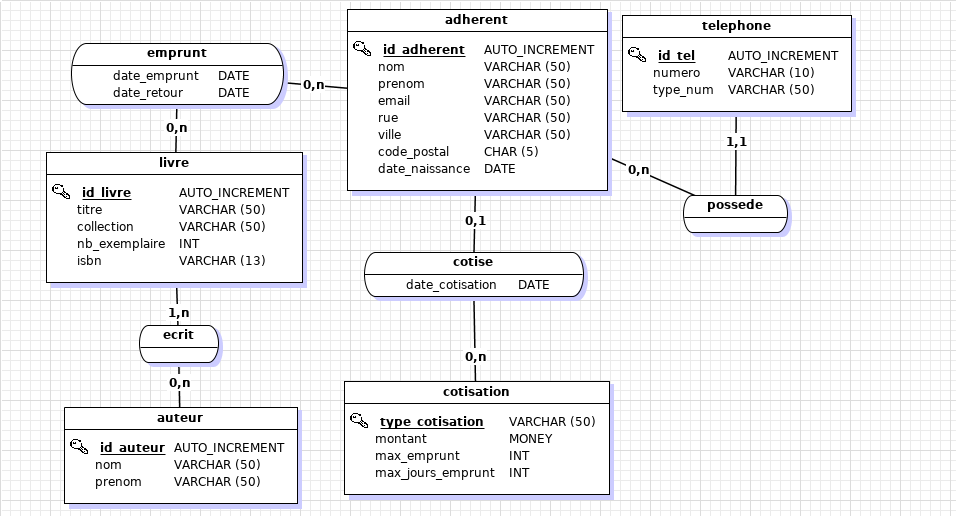 adherent
id_adherent AUTO_INCREMENT
nom VARCHAR (50)
prenom VARCHAR (50)
email VARCHAR (50)
rue VARCHAR (50)
ville VARCHAR (50)
code_postal CHAR (5)
date_naissance DATE
telephone
id_tel AUTO_INCREMENT
numero VARCHAR (10)
type_num VARCHAR (50)
emprunt
date_emprunt DATE
date_retour DATE
0,n
0,n
1,1
0,n
possede
livre
id_livre AUTO_INCREMENT
titre VARCHAR (50)
collection VARCHAR (50)
nb_exemplaire INT
isbn VARCHAR (13)
0,1
cotise
date_cotisation DATE
1,n
ecrit
0,n
0,n
auteur
id_auteur AUTO_INCREMENT
nom VARCHAR (50)
prenom VARCHAR (50)
cotisation
type_cotisation VARCHAR (50)
montant MONEY
max_emprunt INT
max_jours_emprunt INT